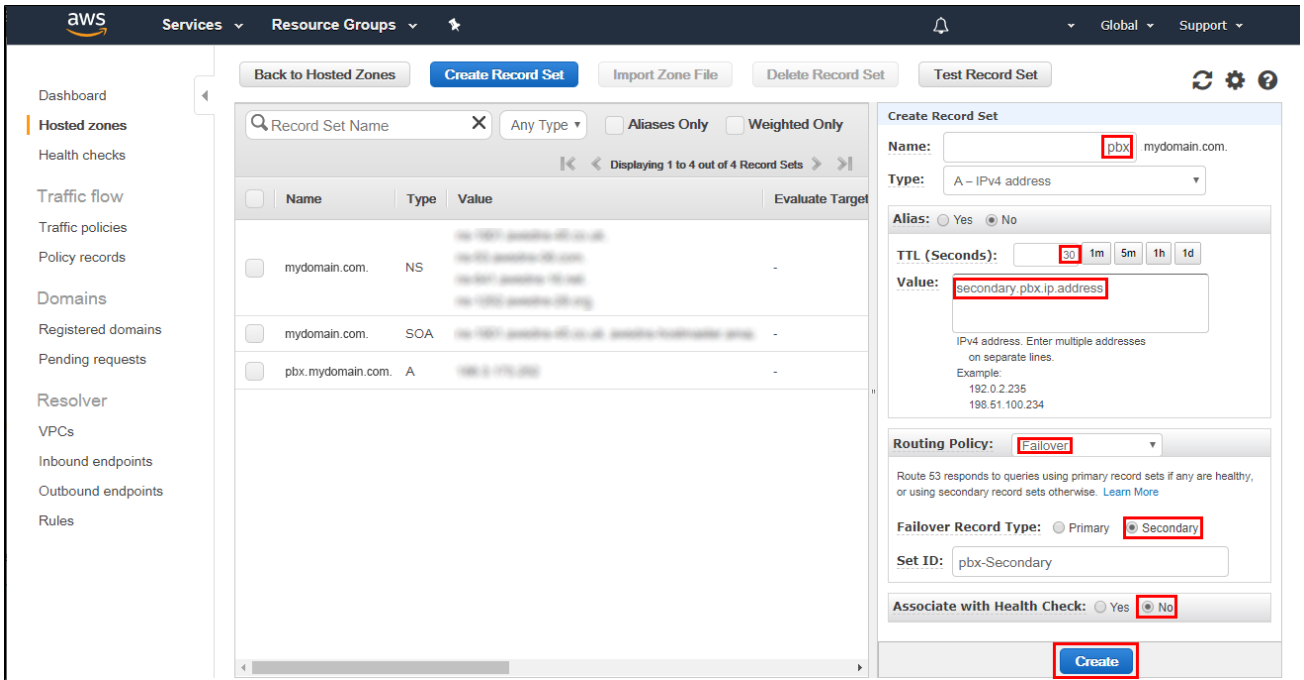 aws Services Resource Groups Global Support
Back to Hosted Zones Create Record Set Import Zone File Delete Record Set Test Record Set
Dashboard
Hosted zones
Health checks
Traffic flow
Traffic policies
Policy records
Domains
Registered domains
Pending requests
Resolver
VPCs
Inbound endpoints
Outbound endpoints
Rules
Record Set Name X Any Type Aliases Only Weighted Only
Displaying 1 to 4 out of 4 Record Sets
Name Type Value Evaluate Target
mydomain.com. NS -
mydomain.com. SOA -
pbx.mydomain.com. A -
Create Record Set
Name: pbx mydomain.com.
Type: A – IPv4 address
Alias: Yes No
TTL (Seconds): 30 1m 5m 1h 1d
Value: secondary.pbx.ip.address
IPv4 address. Enter multiple addresses
on separate lines.
Example:
192.0.2.235
198.51.100.234
Routing Policy: Failover
Route 53 responds to queries using primary record sets if any are healthy,
or using secondary record sets otherwise. Learn More
Failover Record Type: Primary Secondary
Set ID: pbx-Secondary
Associate with Health Check: Yes No
Create